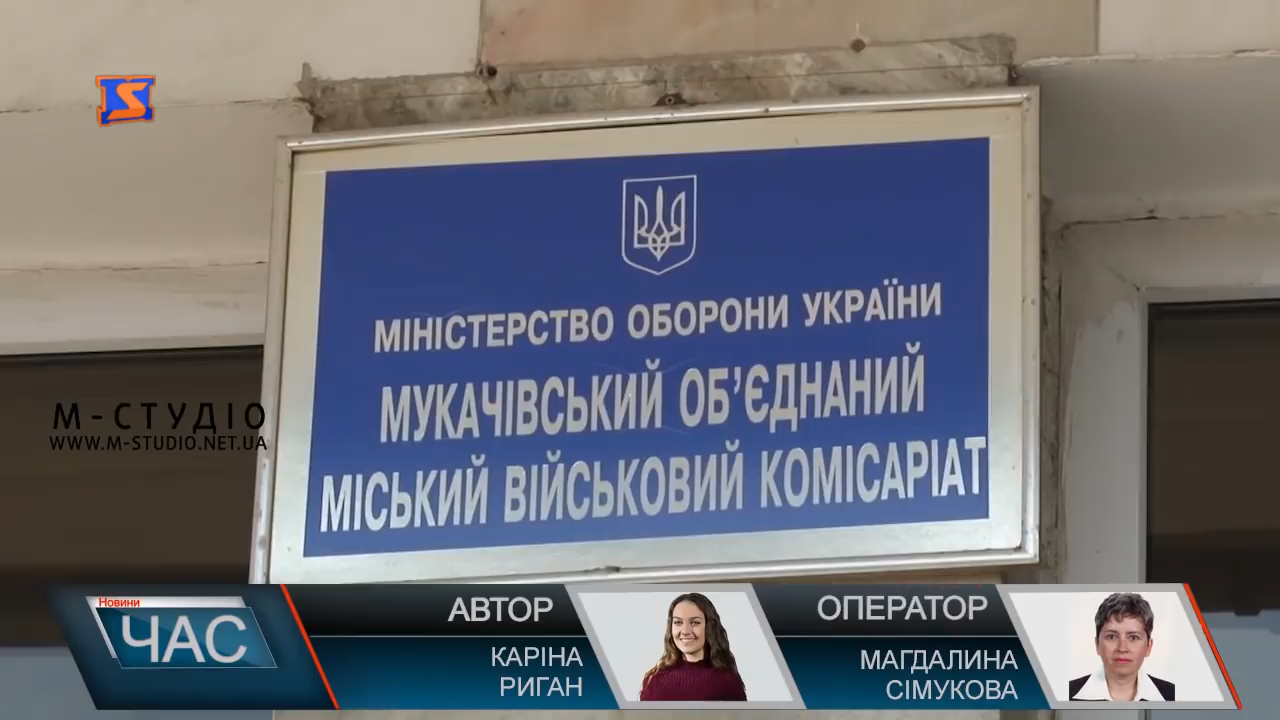 S
МІНІСТЕРСТВО ОБОРОНИ УКРАЇНИ
МУКАЧІВСЬКИЙ ОБ’ЄДНАНИЙ
МІСЬКИЙ ВІЙСЬКОВИЙ КОМІСАРІАТ
М-СТУДІО
WWW.M-STUDIO.NET.UA
Новини
ЧАС
АВТОР
КАРІНА
РИГАН
ОПЕРАТОР
МАГДАЛИНА
СІМУКОВА